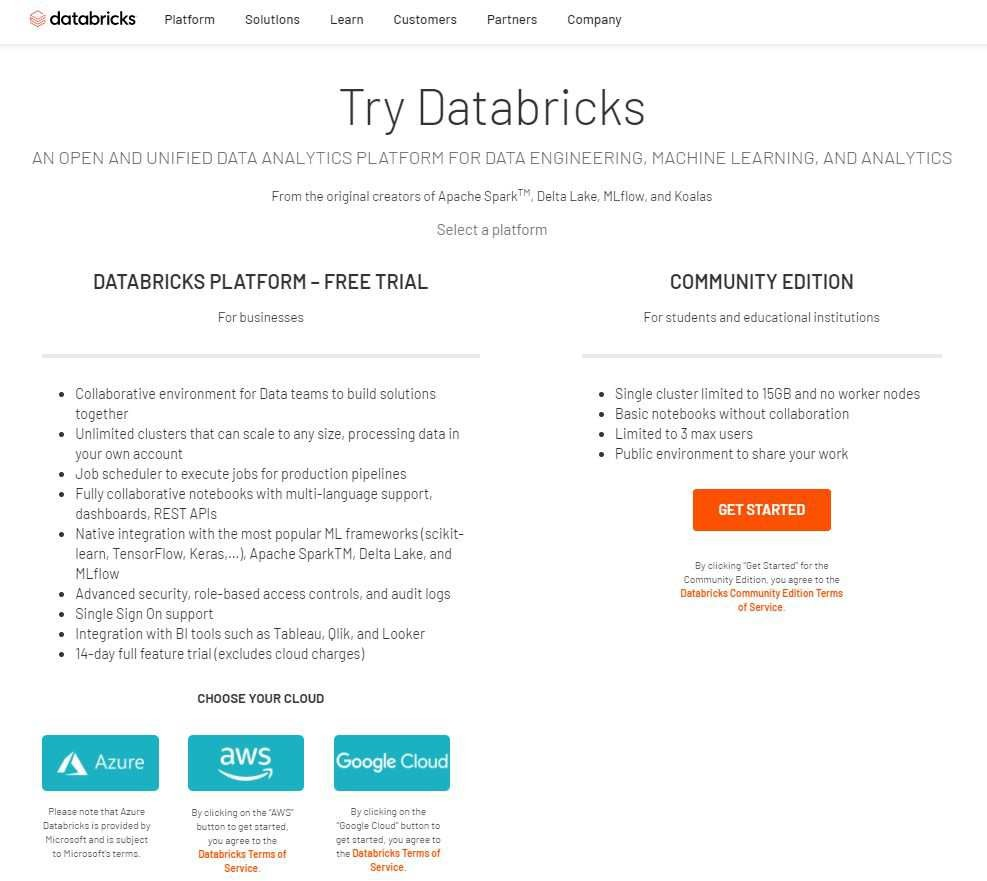 databricks Platform Solutions Learn Customers Partners Company
Try Databricks
AN OPEN AND UNIFIED DATA ANALYTICS PLATFORM FOR DATA ENGINEERING, MACHINE LEARNING, AND ANALYTICS
From the original creators of Apache Spark™, Delta Lake, MLflow, and Koalas
Select a platform
DATABRICKS PLATFORM – FREE TRIAL
For businesses
• Collaborative environment for Data teams to build solutions
together
• Unlimited clusters that can scale to any size, processing data in
your own account
• Job scheduler to execute jobs for production pipelines
• Fully collaborative notebooks with multi-language support,
dashboards, REST APIs
• Native integration with the most popular ML frameworks (scikit-
learn, TensorFlow, Keras,...), Apache SparkTM, Delta Lake, and
MLflow
• Advanced security, role-based access controls, and audit logs
• Single Sign On support
• Integration with BI tools such as Tableau, Qlik, and Looker
• 14-day full feature trial (excludes cloud charges)
CHOOSE YOUR CLOUD
Azure
Please note that Azure
Databricks is provided by
Microsoft and is subject
to Microsoft's terms.
aws
By clicking on the "AWS"
button to get started,
you agree to the
Databricks Terms of
Service.
Google Cloud
By clicking on the
"Google Cloud" button to
get started, you agree to
the Databricks Terms of
Service.
COMMUNITY EDITION
For students and educational institutions
• Single cluster limited to 15GB and no worker nodes
• Basic notebooks without collaboration
• Limited to 3 max users
• Public environment to share your work
GET STARTED
By clicking "Get Started" for the
Community Edition, you agree to the
Databricks Community Edition Terms
of Service.